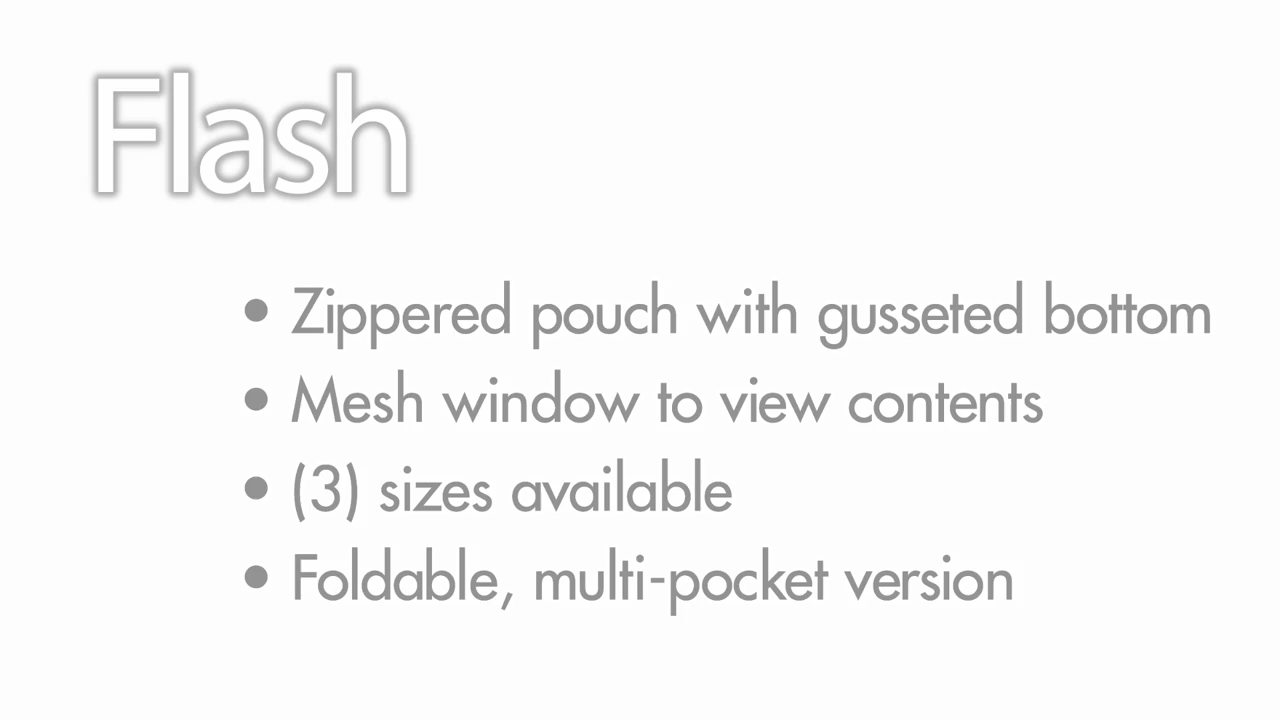 Flash
• Zippered pouch with gusseted bottom
• Mesh window to view contents
• (3) sizes available
• Foldable, multi-pocket version